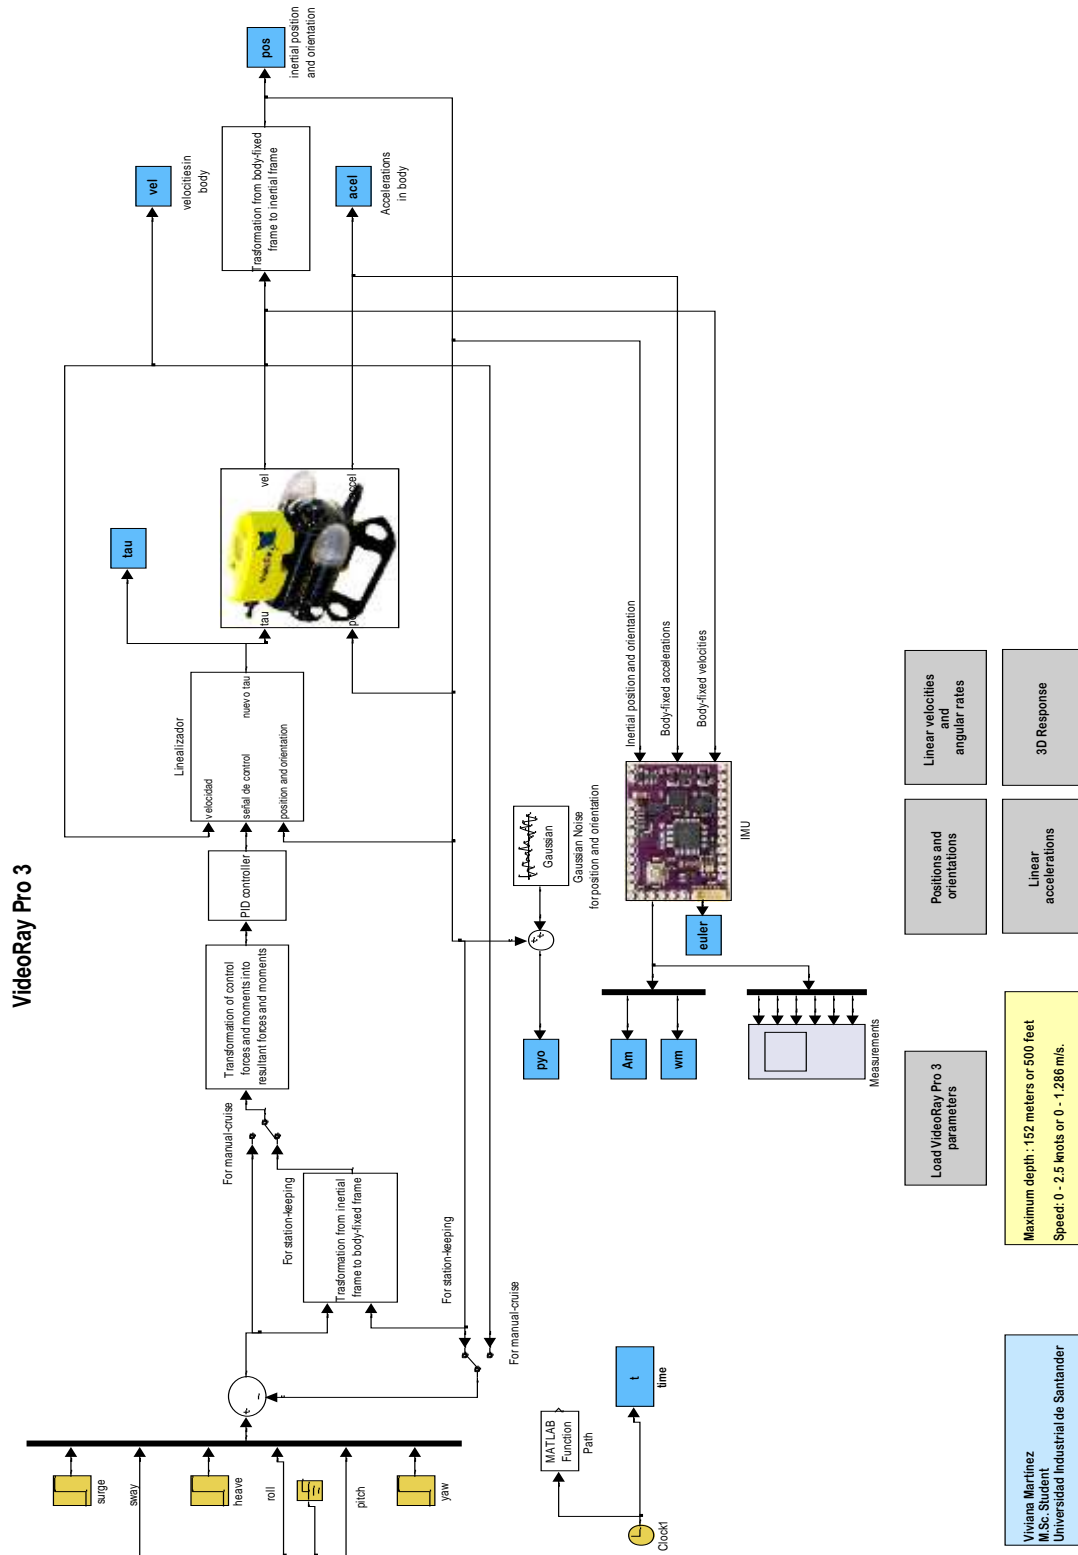 VideoRay Pro 3
surge
sway
heave
roll
pitch
yaw
For manual-cruise
For station-keeping
Trasformation from inertial
frame to body-fixed frame
For station-keeping
For manual-cruise
Transformation of control
forces and moments into
resultant forces and moments
PID controller
Linealizador
velocidad
señal de control
position and orientation
nuevo tau
tau
tau
vel
vel
velocities in
body
Trasformation from body-fixed
frame to inertial frame
pos
inertial position
and orientation
acel
Accelerations
in body
Gaussian
Gaussian Noise
for position and orientation
pyo
Inertial position and orientation
Body-fixed accelerations
Body-fixed velocities
IMU
euler
Am
wm
Measurements
MATLAB
Function
Path
Clock1
t
time
Load VideoRay Pro 3
parameters
Positions and
orientations
Linear velocities
and
angular rates
Linear
accelerations
3D Response
Maximum depth : 152 meters or 500 feet
Speed: 0 - 2.5 knots or 0 - 1.286 m/s.
Viviana Martinez
M.Sc. Student
Universidad Industrial de Santander